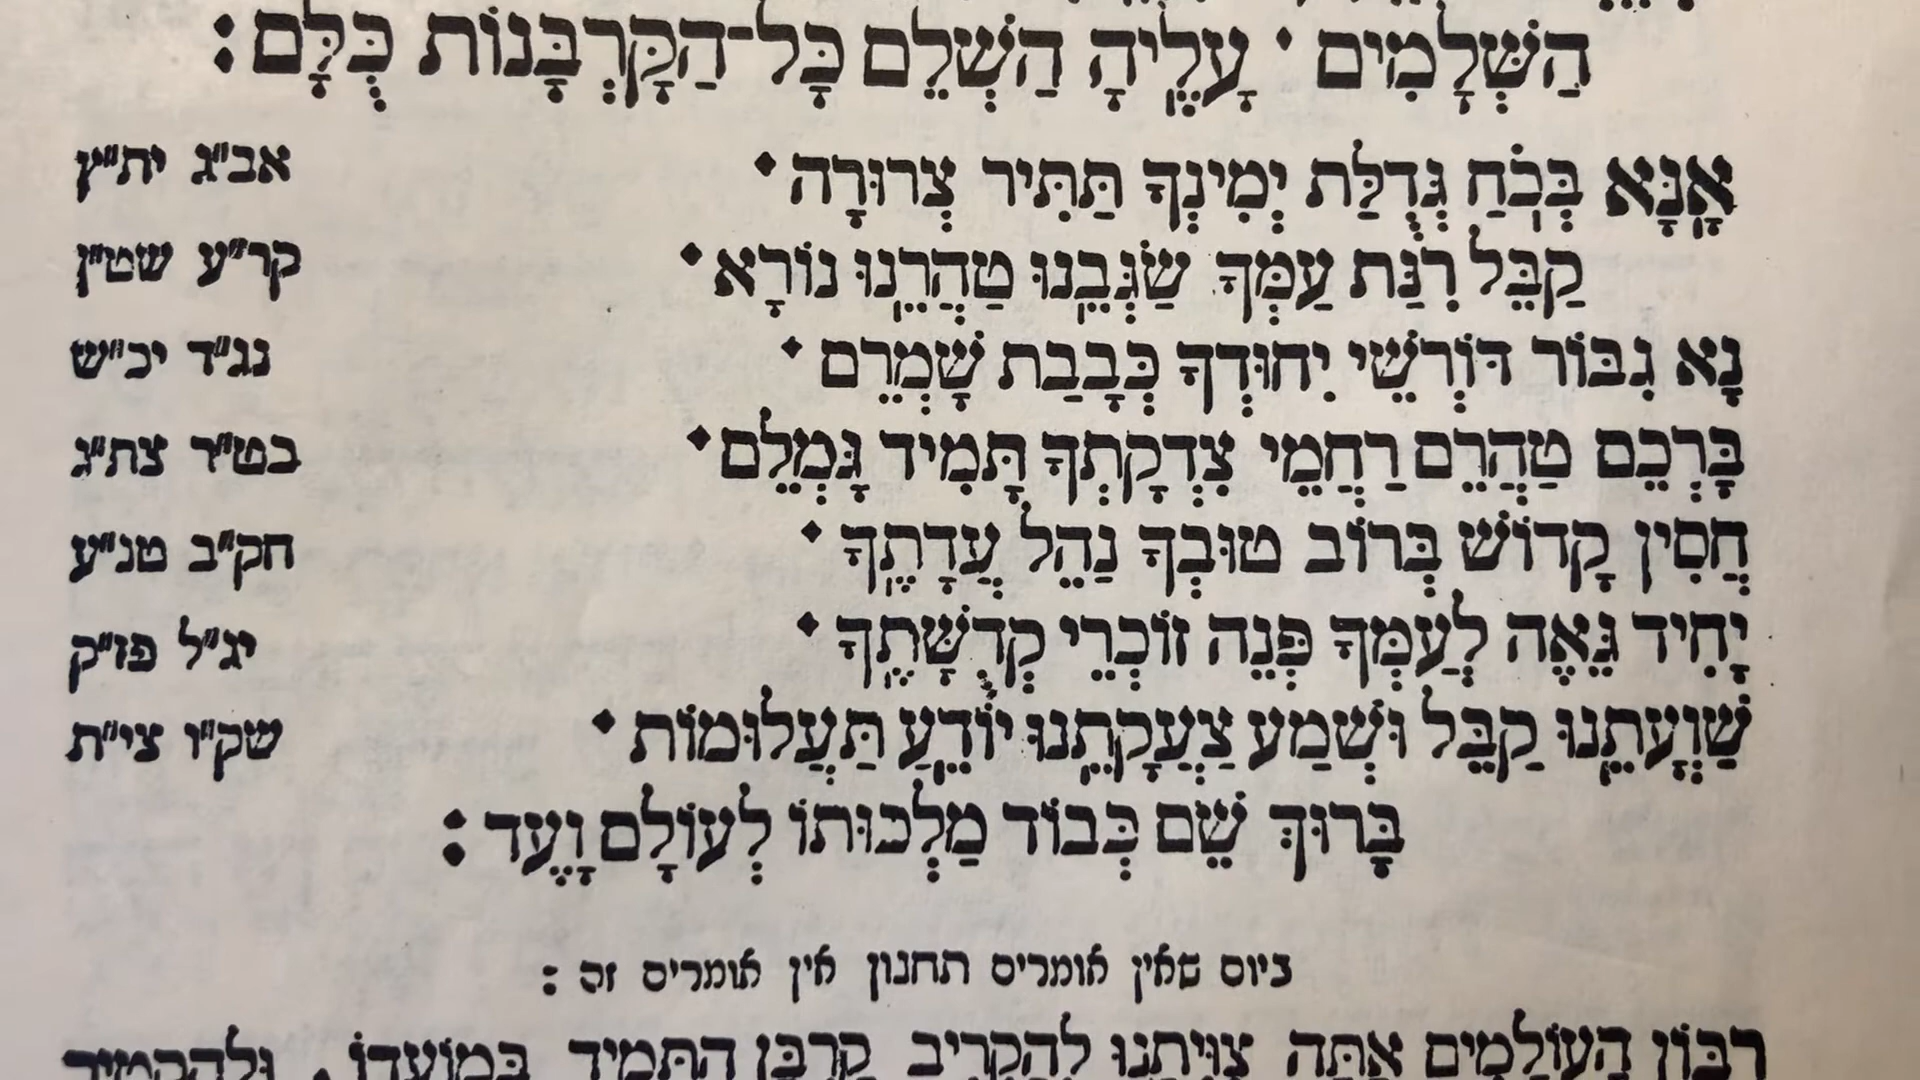 הַשְּׁלָמִים · עָלֶיהָ הַשְׁלֵם כָּל־הַקָּרְבָּנוֹת כֻּלָּם:
אָנָּא בְּכֹחַ גְּדֻלַּת יְמִינְךָ תַּתִּיר צְרוּרָה · אב״ג ית״ץ
קַבֵּל רִנַּת עַמְּךָ שַׂגְּבֵנוּ טַהֲרֵנוּ נוֹרָא · קר״ע שט״ן
נָא גִבּוֹר דּוֹרְשֵׁי יִחוּדְךָ כְּבָבַת שָׁמְרֵם · נג״ד יכ״ש
בָּרְכֵם טַהֲרֵם רַחֲמֵי צִדְקָתְךָ תָּמִיד גָּמְלֵם · בט״ר צת״ג
חֲסִין קָדוֹשׁ בְּרוֹב טוּבְךָ נַהֵל עֲדָתֶךָ · חק״ב טנ״ע
יָחִיד גֵּאֶה לְעַמְּךָ פְּנֵה זוֹכְרֵי קְדֻשָּׁתֶךָ · יג״ל פז״ק
שַׁוְעָתֵנוּ קַבֵּל וּשְׁמַע צַעֲקָתֵנוּ יוֹדֵעַ תַּעֲלוּמוֹת · שק״ו צי״ת
בָּרוּךְ שֵׁם כְּבוֹד מַלְכוּתוֹ לְעוֹלָם וָעֶד:
ביום שאין אומרים תחנון אין אומרים זה:
רִבּוֹן הָעוֹלָמִים אַתָּה צִוִּיתָנוּ לְהַקְרִיב קָרְבַּן הַתָּמִיד בְּמוֹעֲדוֹ. וּלְהַקְטִיר